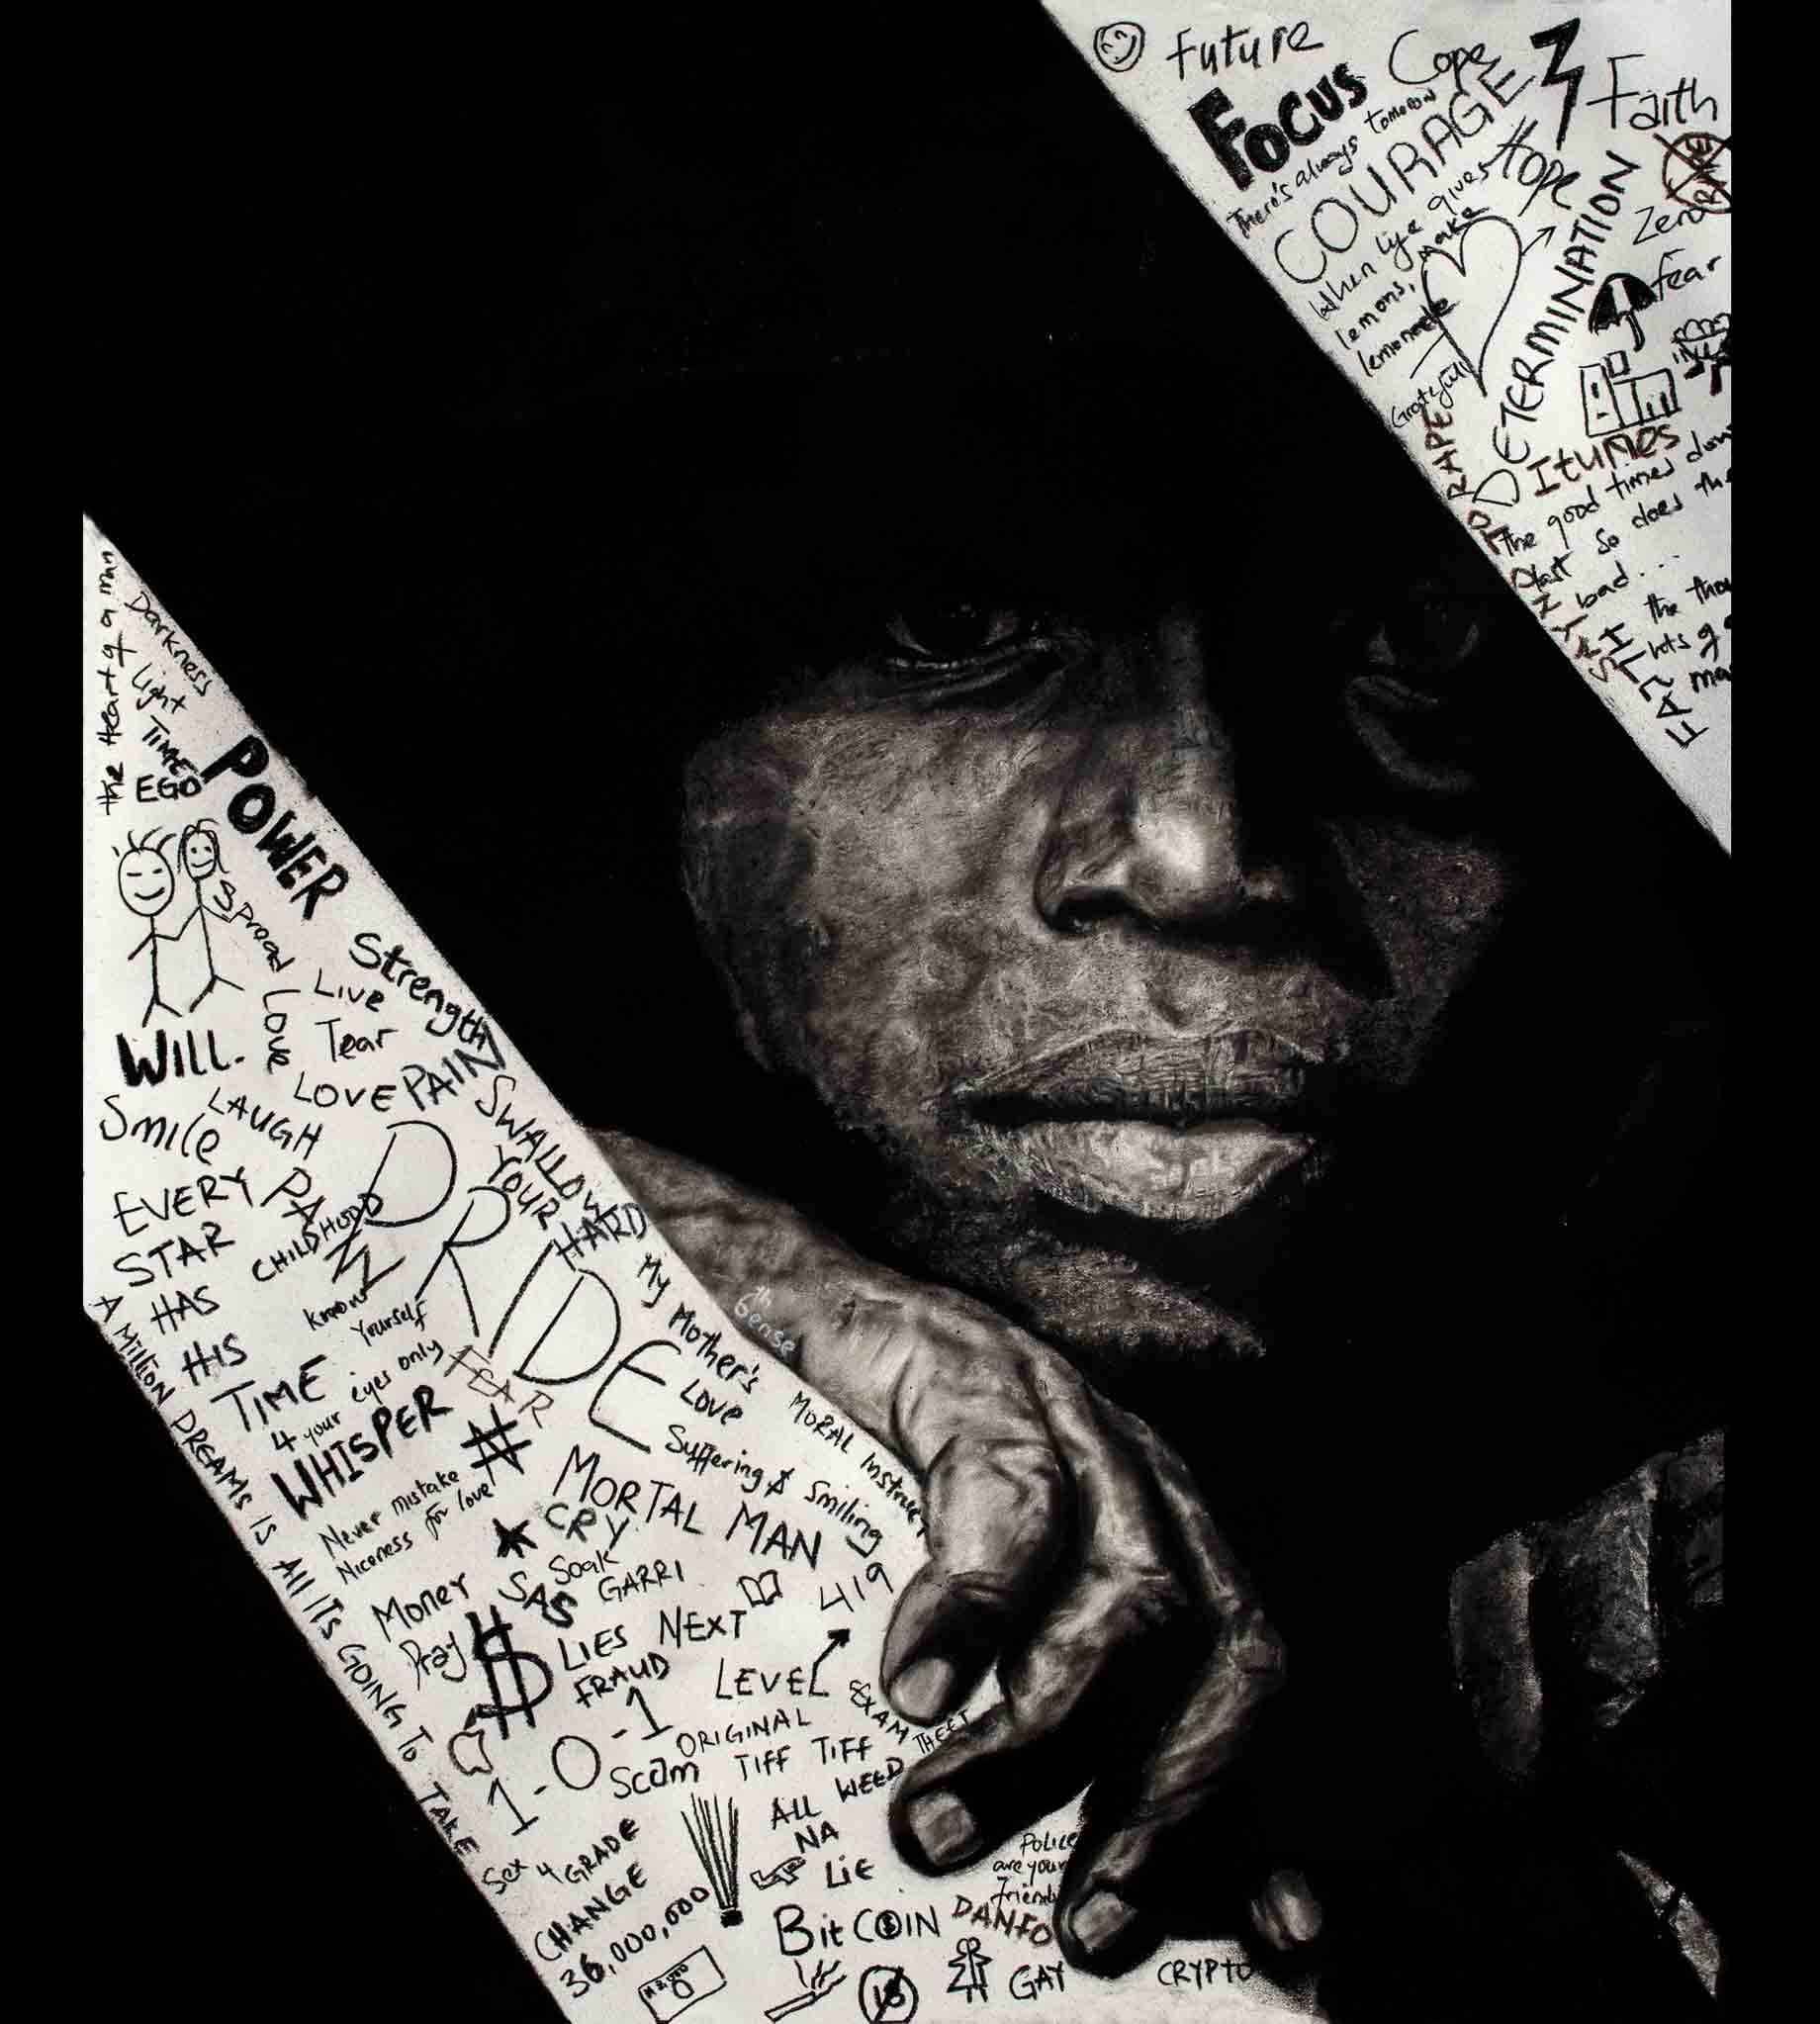 Future
Cope
FOCUS
Faith
There's always tomorrow
COURAGE
Hope
When life gives
lemons, make
lemonade
Zero
fear
DETERMINATION
Grateful
SAY NO TO RAPE
Itunes
The good times don
last so does the
bad...
FAITH
the
lots of
ma
the Heart of a man
Darkness
Light
TIME
EGO
POWER
Spread
Love
Strength
Live
Tear
WILL.
LOVE
PAIN
Smile
LAUGH
SWALLOW
YOUR
PRIDE
HARD
EVERY
STAR
HAS
HIS
TIME
PAIN
CHILDHOOD
know
Yourself
4 your eyes only
FEAR
WHISPER
My Mother's
Love
6th
Sense
MORAL Instruct
Suffering & Smiling
Never mistake
Niceness for love
₦
MORTAL MAN
CRY
Soak
GARRI
SAS
419
Money
Pray
$
LIES
FRAUD
NEXT
LEVEL
A MILLION DREAMS IS ALL ITS GOING TO TAKE
1-0-1
ORIGINAL
Scam
TIFF TIFF
EXAM
THEFT
WEED
ALL
NA
LiE
Sex 4 GRADE
CHANGE
36,000,000
Police
are your
friend
BitCOIN
DANFO
GAY
CRYPTO
18